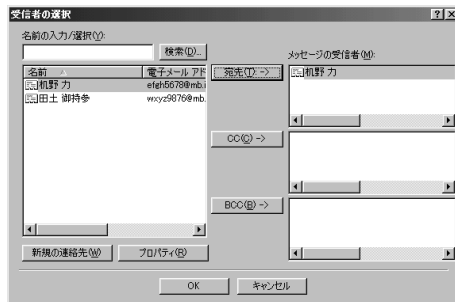 受信者の選択
名前の入力/選択(Y):
検索(D)...
メッセージの受信者(M):
名前 電子メール アド
机野 力 efgh5678@mb.i
田土 御持参 wxyz9876@mb.
宛先(T) ->
机野 力
CC(C) ->
BCC(B) ->
新規の連絡先(W)
プロパティ(R)
OK
キャンセル